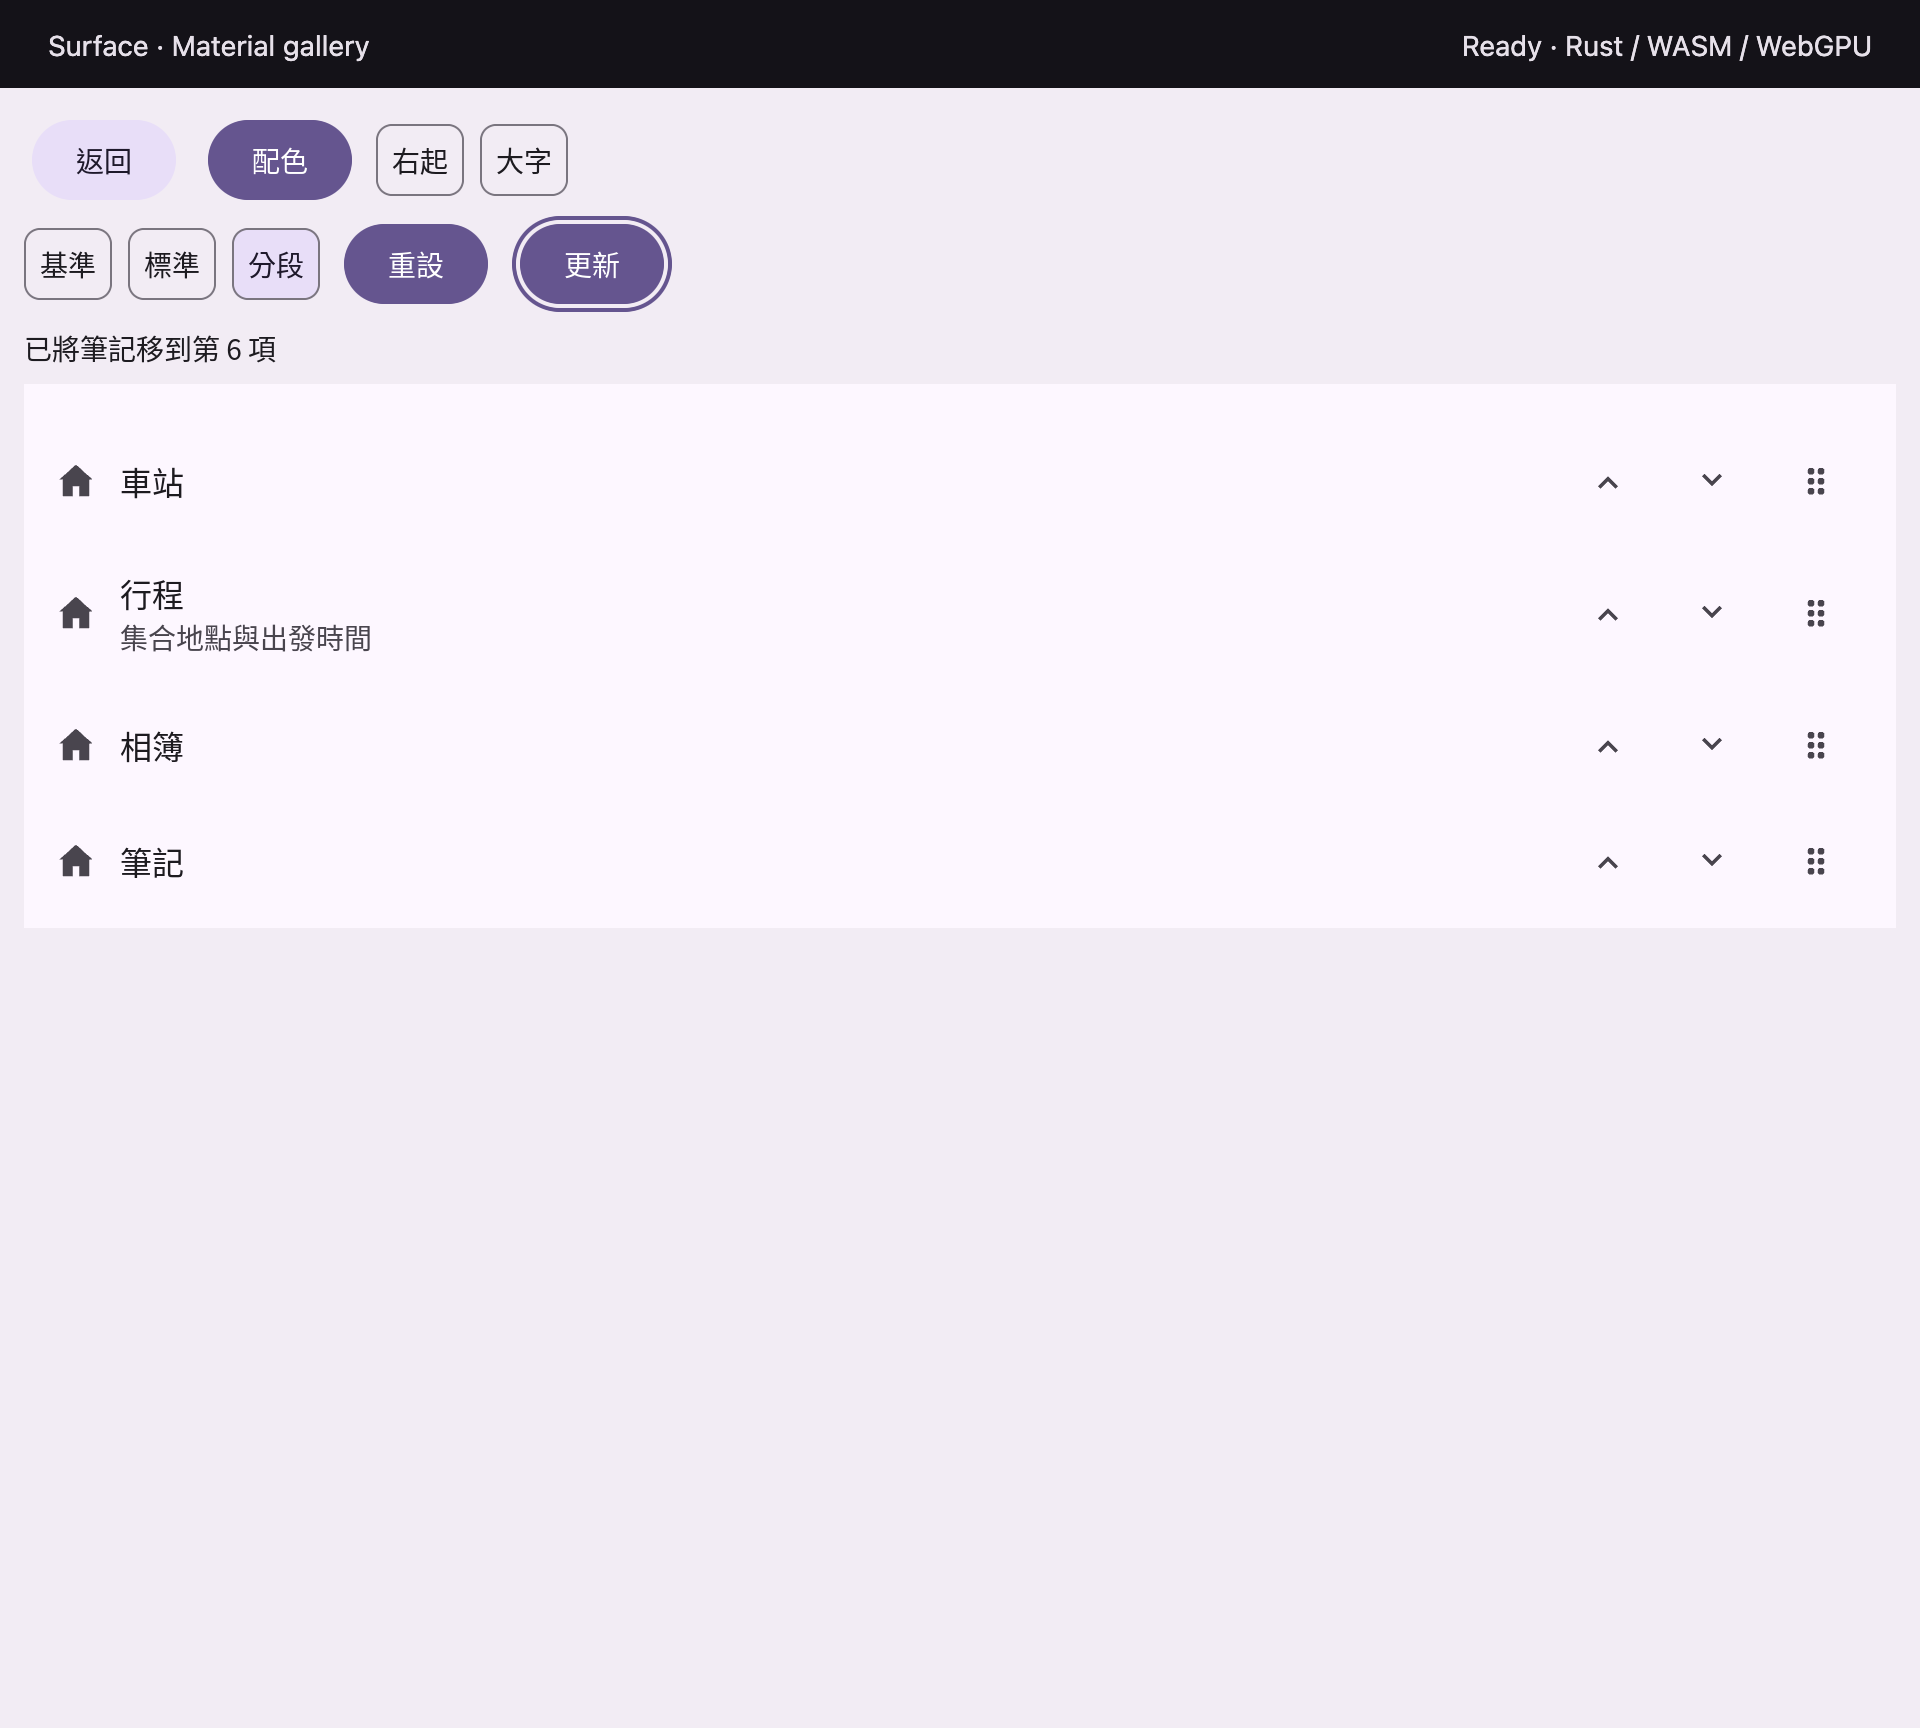 Surface · Material gallery
Ready · Rust / WASM / WebGPU
返回 配色 右起 大字
基準 標準 分段 重設 更新
已將筆記移到第 6 項
車站
行程
集合地點與出發時間
相簿
筆記